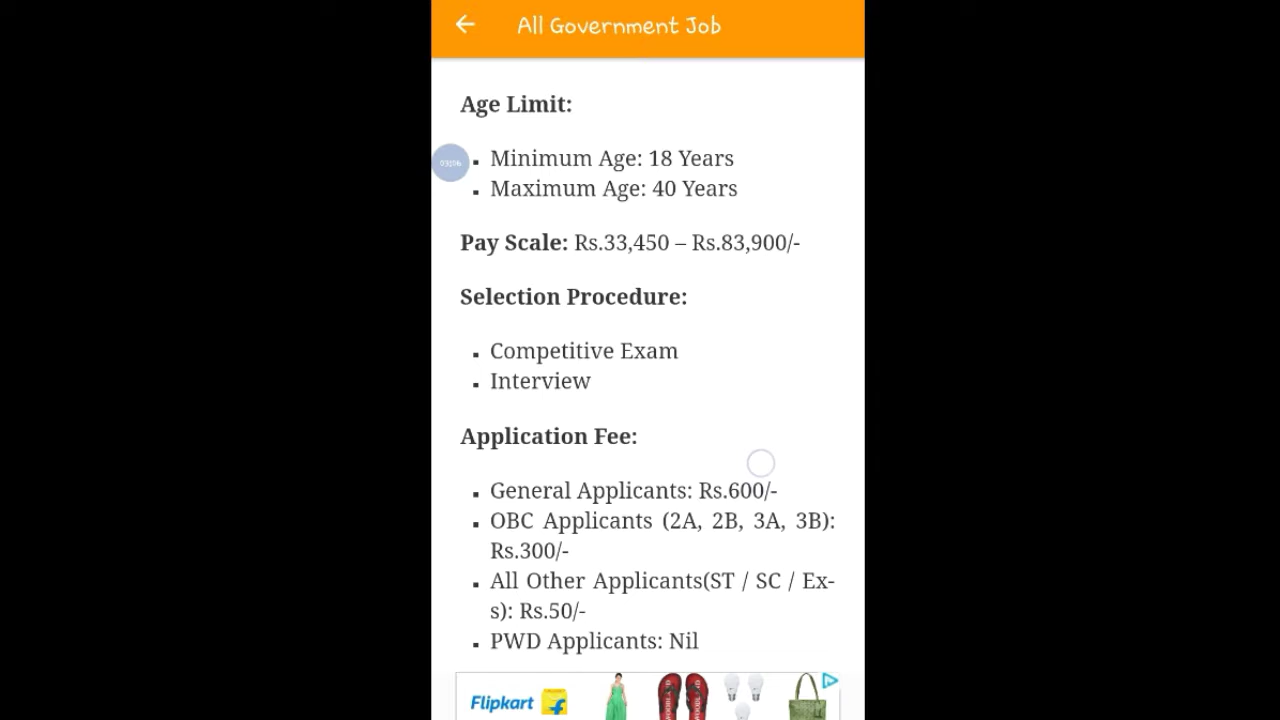 All Government Job
Age Limit:
▪ Minimum Age: 18 Years
▪ Maximum Age: 40 Years
Pay Scale: Rs.33,450 – Rs.83,900/-
Selection Procedure:
▪ Competitive Exam
▪ Interview
Application Fee:
▪ General Applicants: Rs.600/-
▪ OBC Applicants (2A, 2B, 3A, 3B):
Rs.300/-
▪ All Other Applicants(ST / SC / Ex-
s): Rs.50/-
▪ PWD Applicants: Nil
Flipkart